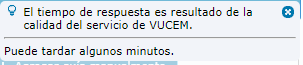 El tiempo de respuesta es resultado de la
calidad del servicio de VUCEM.
Puede tardar algunos minutos.